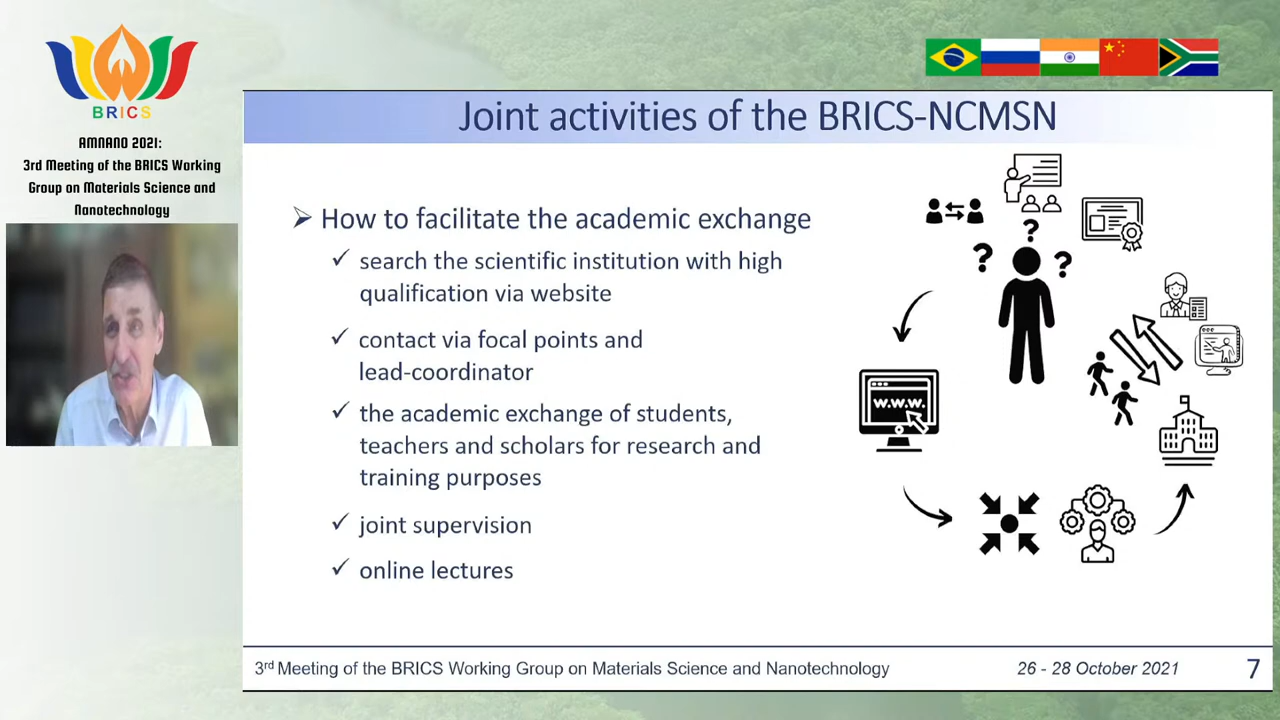 BRICS
AMNANO 2021:
3rd Meeting of the BRICS Working
Group on Materials Science and
Nanotechnology
Joint activities of the BRICS-NCMSN
How to facilitate the academic exchange
search the scientific institution with high
qualification via website
contact via focal points and
lead-coordinator
the academic exchange of students,
teachers and scholars for research and
training purposes
joint supervision
online lectures
? ? ?
www.
3rd Meeting of the BRICS Working Group on Materials Science and Nanotechnology 26 - 28 October 2021 7